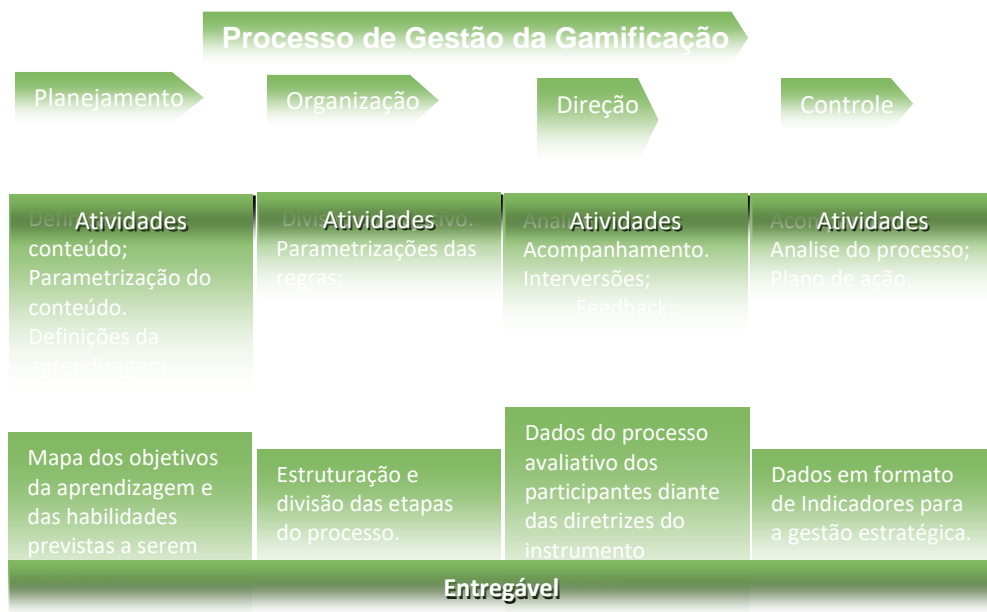 Processo de Gestão da Gamificação
Planejamento
Organização
Direção
Controle
Atividades
conteúdo;
Parametrização do
conteúdo.
Definições da
aprendizagem
Atividades
Parametrizações das
regras;
Atividades
Acompanhamento.
Interversões;
Feedback;
Atividades
Analise do processo;
Plano de ação.
Mapa dos objetivos
da aprendizagem e
das habilidades
previstas a serem
Estruturação e
divisão das etapas
do processo.
Dados do processo
avaliativo dos
participantes diante
das diretrizes do
instrumento
Dados em formato
de Indicadores para
a gestão estratégica.
Entregável